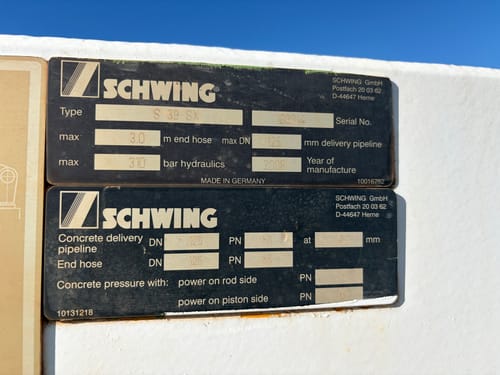 SCHWING
SCHWING GmbH
Postfach 20 03 62
D-44647 Herne
Type S 39 SX Serial No.
max 3.0 m end hose max DN 125 mm delivery pipeline
max 310 bar hydraulics Year of
manufacture
MADE IN GERMANY
10016792
SCHWING
SCHWING GmbH
Postfach 20 03 62
D-44647 Herne
Concrete delivery
pipeline DN PN at mm
End hose DN PN
Concrete pressure with: power on rod side PN
power on piston side PN
10131218